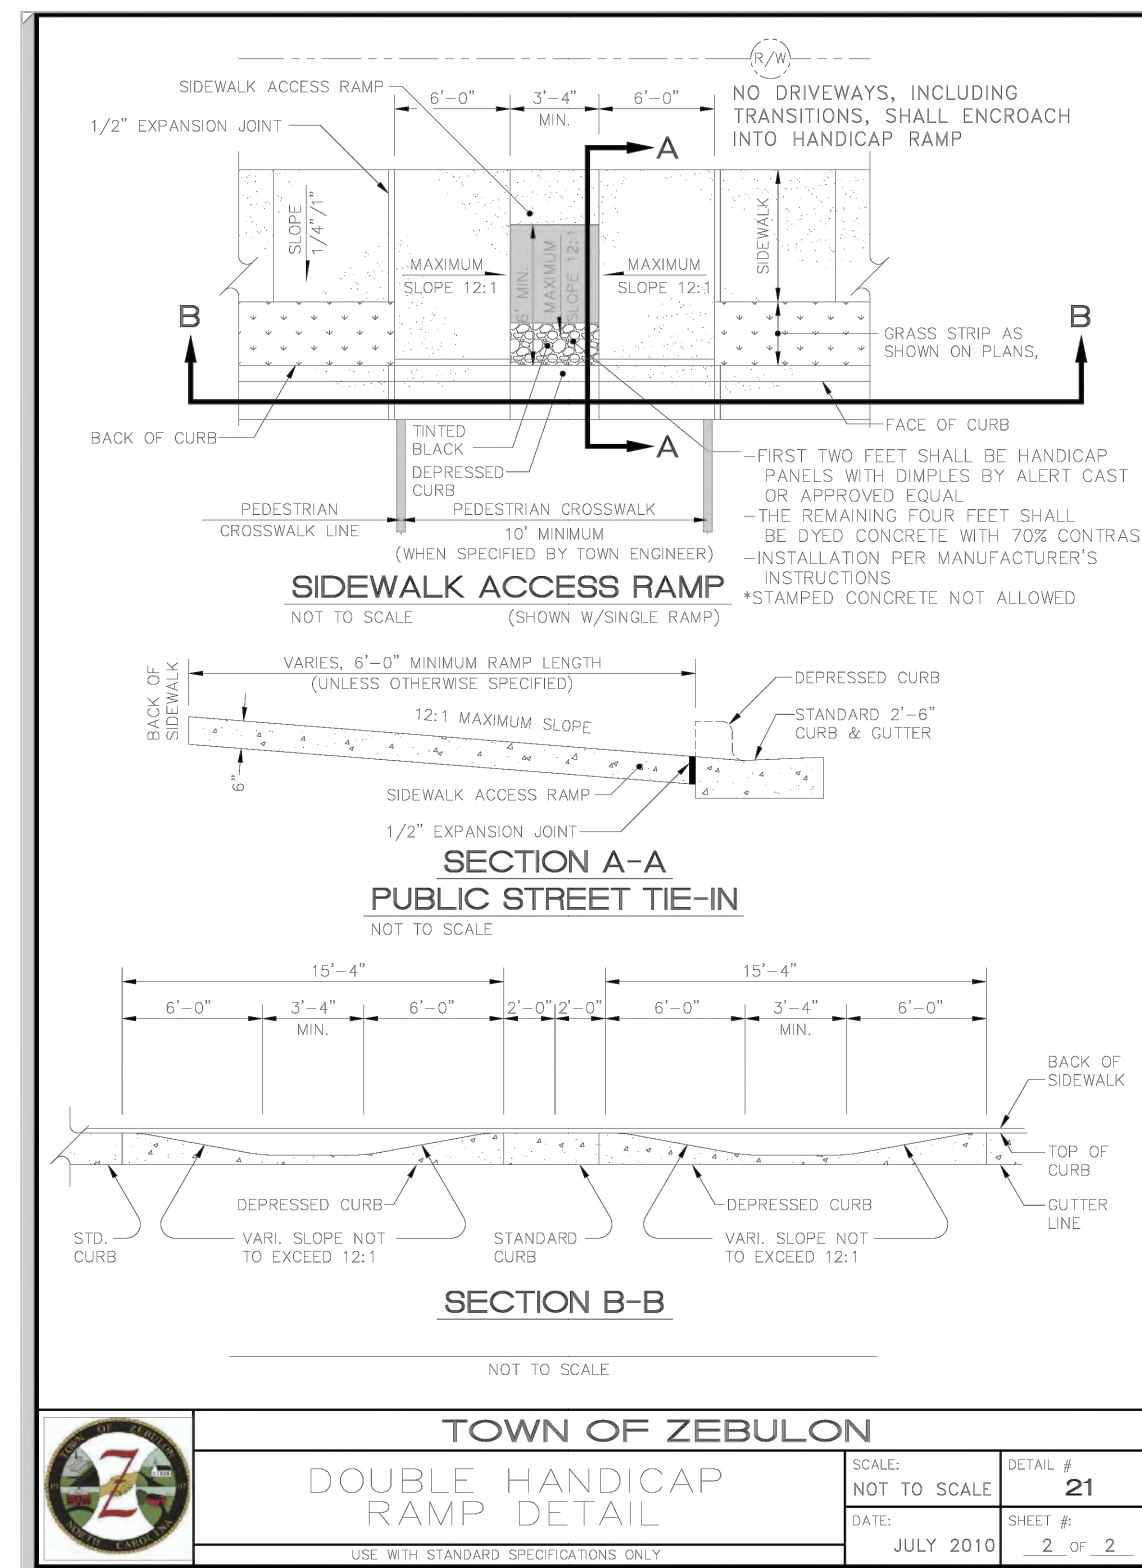 R/W
SIDEWALK ACCESS RAMP
6'-0"
3'-4"
MIN.
6'-0"
NO DRIVEWAYS, INCLUDING
TRANSITIONS, SHALL ENCROACH
INTO HANDICAP RAMP
1/2" EXPANSION JOINT
A
SLOPE
1/4"/1"
SIDEWALK
MAXIMUM
SLOPE 12:1
6' MIN.
MAXIMUM
SLOPE 12:1
MAXIMUM
SLOPE 12:1
B
B
GRASS STRIP AS
SHOWN ON PLANS,
BACK OF CURB
FACE OF CURB
TINTED
BLACK
A
DEPRESSED
CURB
-FIRST TWO FEET SHALL BE HANDICAP
PANELS WITH DIMPLES BY ALERT CAST
OR APPROVED EQUAL
-THE REMAINING FOUR FEET SHALL
BE DYED CONCRETE WITH 70% CONTRAS
-INSTALLATION PER MANUFACTURER'S
INSTRUCTIONS
*STAMPED CONCRETE NOT ALLOWED
PEDESTRIAN
CROSSWALK LINE
PEDESTRIAN CROSSWALK
10' MINIMUM
(WHEN SPECIFIED BY TOWN ENGINEER)
SIDEWALK ACCESS RAMP
NOT TO SCALE
(SHOWN W/SINGLE RAMP)
BACK OF
SIDEWALK
VARIES, 6'-0" MINIMUM RAMP LENGTH
(UNLESS OTHERWISE SPECIFIED)
12:1 MAXIMUM SLOPE
DEPRESSED CURB
STANDARD 2'-6"
CURB & GUTTER
6"
SIDEWALK ACCESS RAMP
1/2" EXPANSION JOINT
SECTION A-A
PUBLIC STREET TIE-IN
NOT TO SCALE
15'-4"
15'-4"
6'-0"
3'-4"
MIN.
6'-0"
2'-0"
2'-0"
6'-0"
3'-4"
MIN.
6'-0"
BACK OF
SIDEWALK
TOP OF
CURB
GUTTER
LINE
DEPRESSED CURB
DEPRESSED CURB
STD.
CURB
VARI. SLOPE NOT
TO EXCEED 12:1
STANDARD
CURB
VARI. SLOPE NOT
TO EXCEED 12:1
SECTION B-B
NOT TO SCALE
TOWN OF ZEBULON
NORTH CAROLINA
Z
1907
TOWN OF ZEBULON
DOUBLE HANDICAP
RAMP DETAIL
USE WITH STANDARD SPECIFICATIONS ONLY
SCALE:
NOT TO SCALE
DETAIL #
21
DATE:
JULY 2010
SHEET #:
2 OF 2